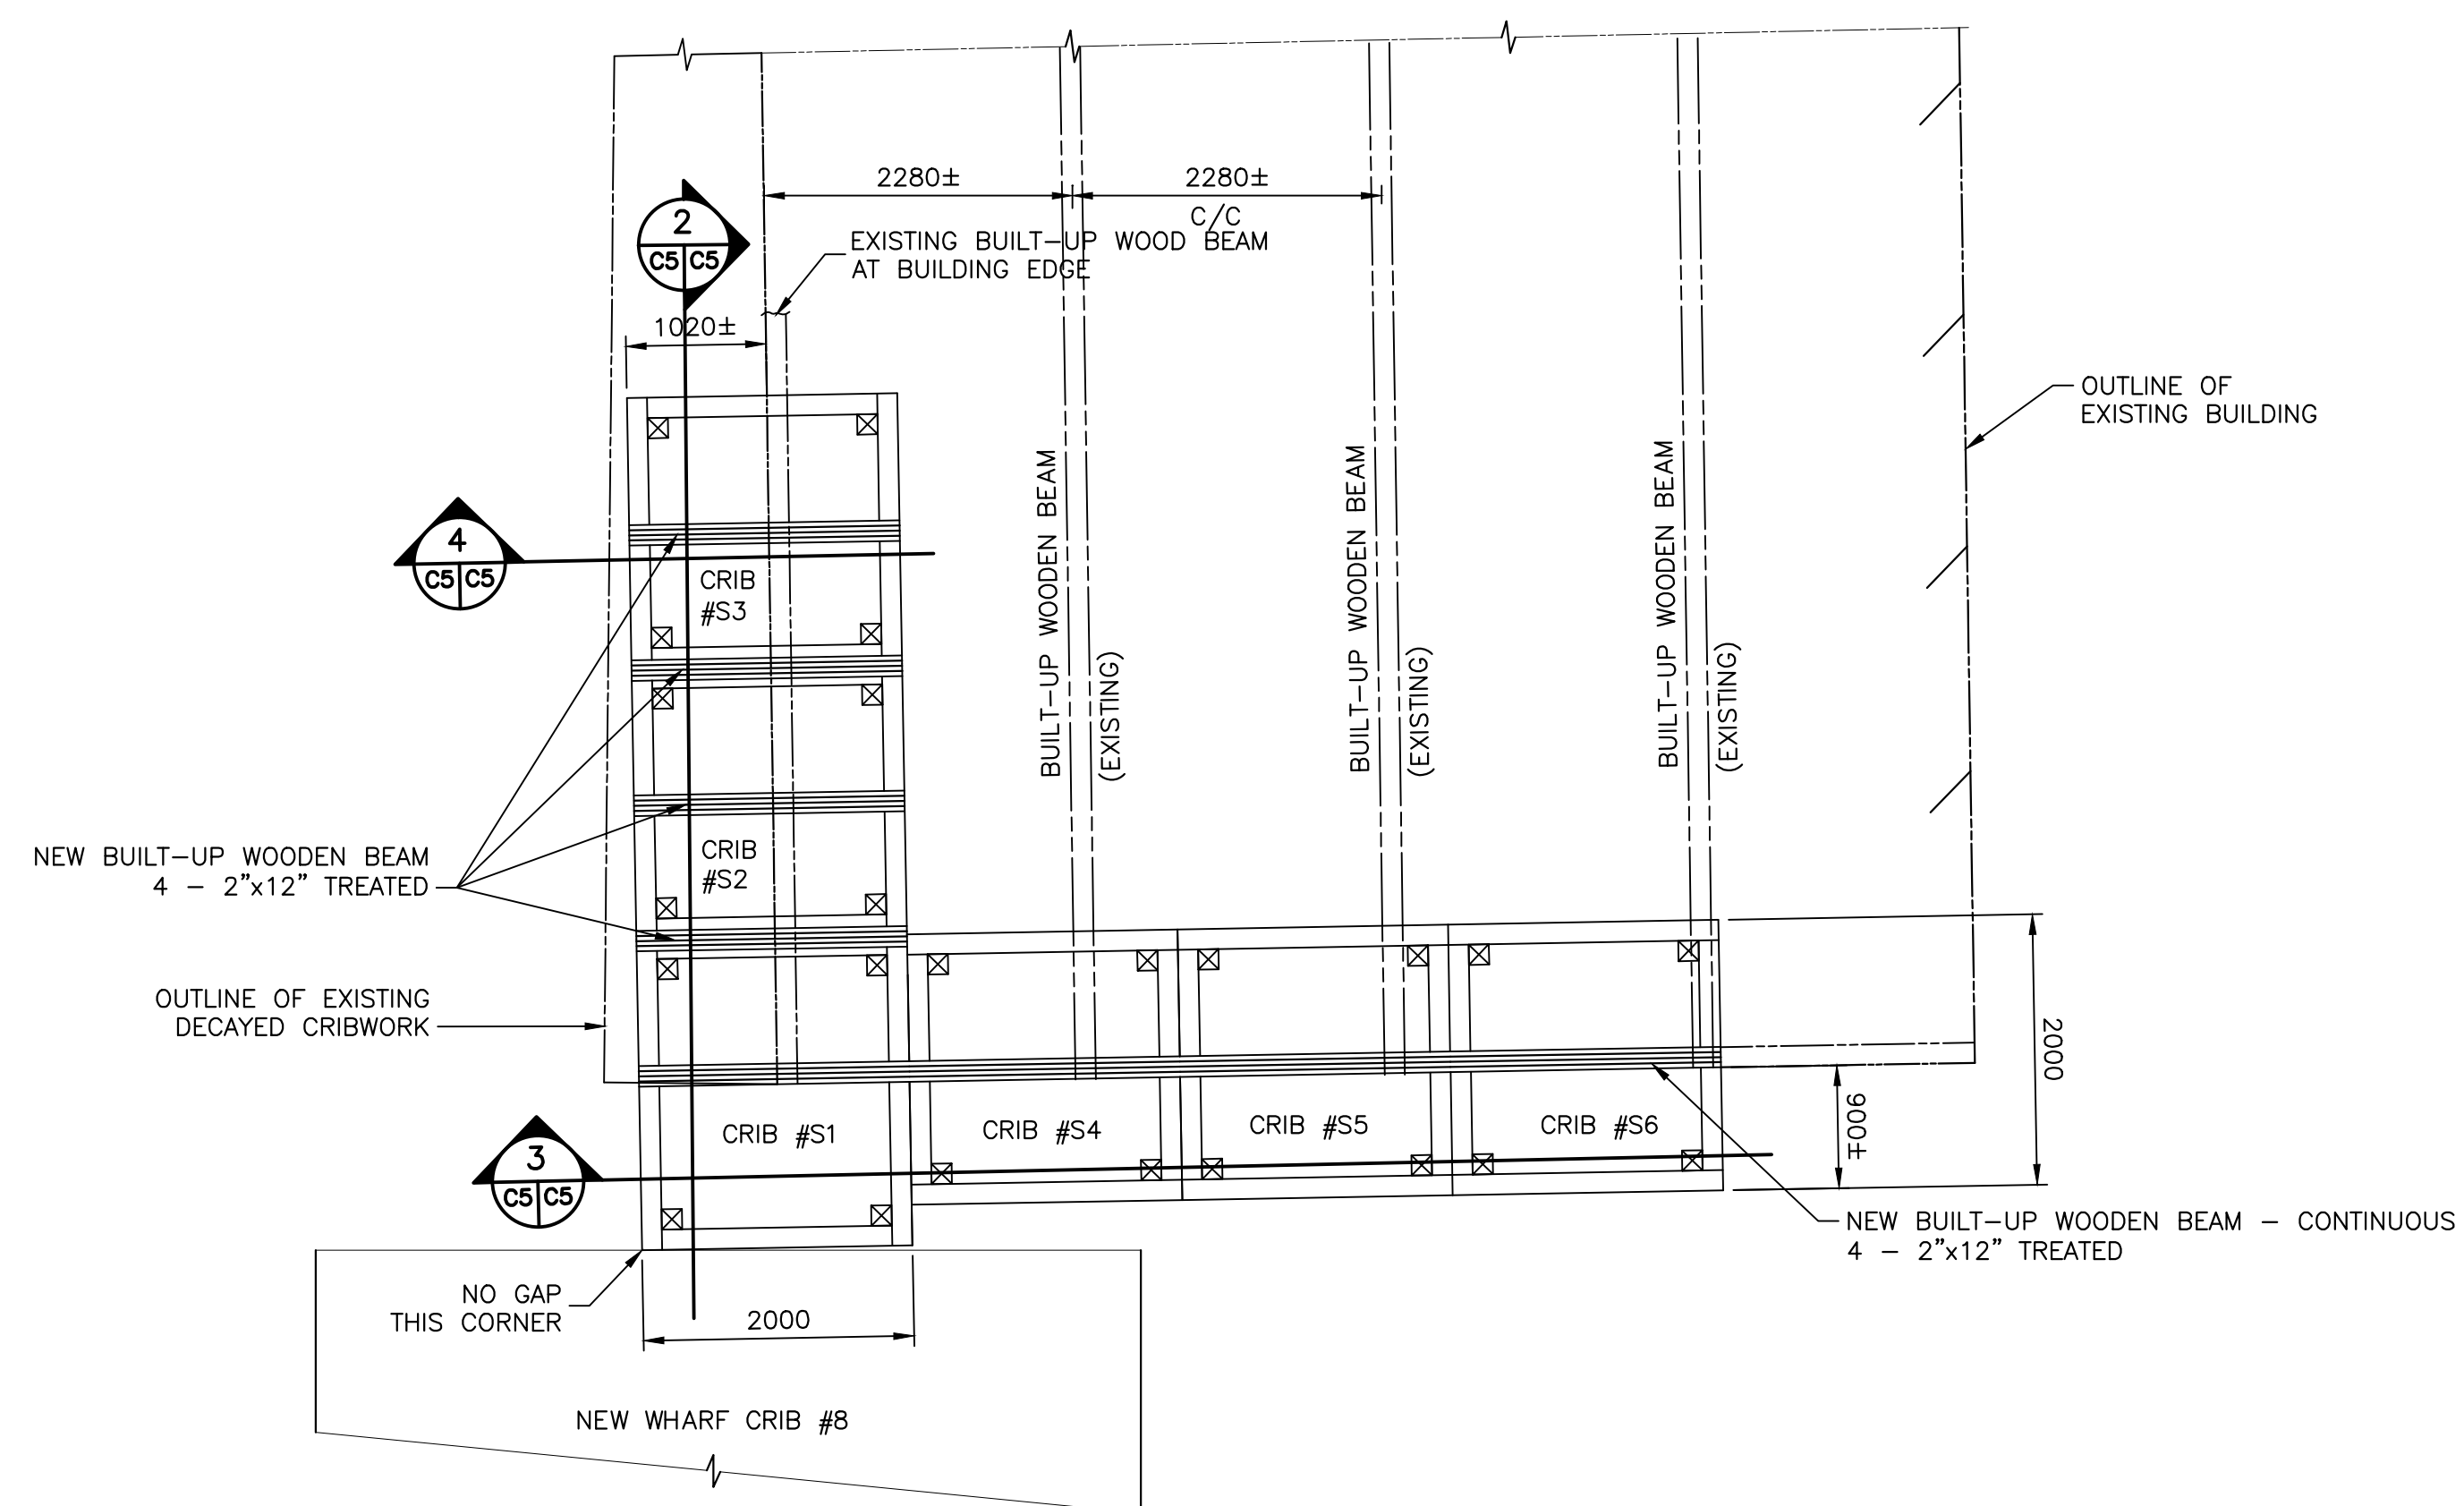 2280±
2280±
C/C
2
C5 C5
EXISTING BUILT-UP WOOD BEAM
AT BUILDING EDGE
1020±
OUTLINE OF
EXISTING BUILDING
BUILT-UP WOODEN BEAM
(EXISTING)
BUILT-UP WOODEN BEAM
(EXISTING)
BUILT-UP WOODEN BEAM
(EXISTING)
4
C5 C5
CRIB
#S3
CRIB
#S2
NEW BUILT-UP WOODEN BEAM
4 - 2"x12" TREATED
OUTLINE OF EXISTING
DECAYED CRIBWORK
2000
900±
CRIB #S1
CRIB #S4
CRIB #S5
CRIB #S6
3
C5 C5
NEW BUILT-UP WOODEN BEAM - CONTINUOUS
4 - 2"x12" TREATED
NO GAP
THIS CORNER
2000
NEW WHARF CRIB #8